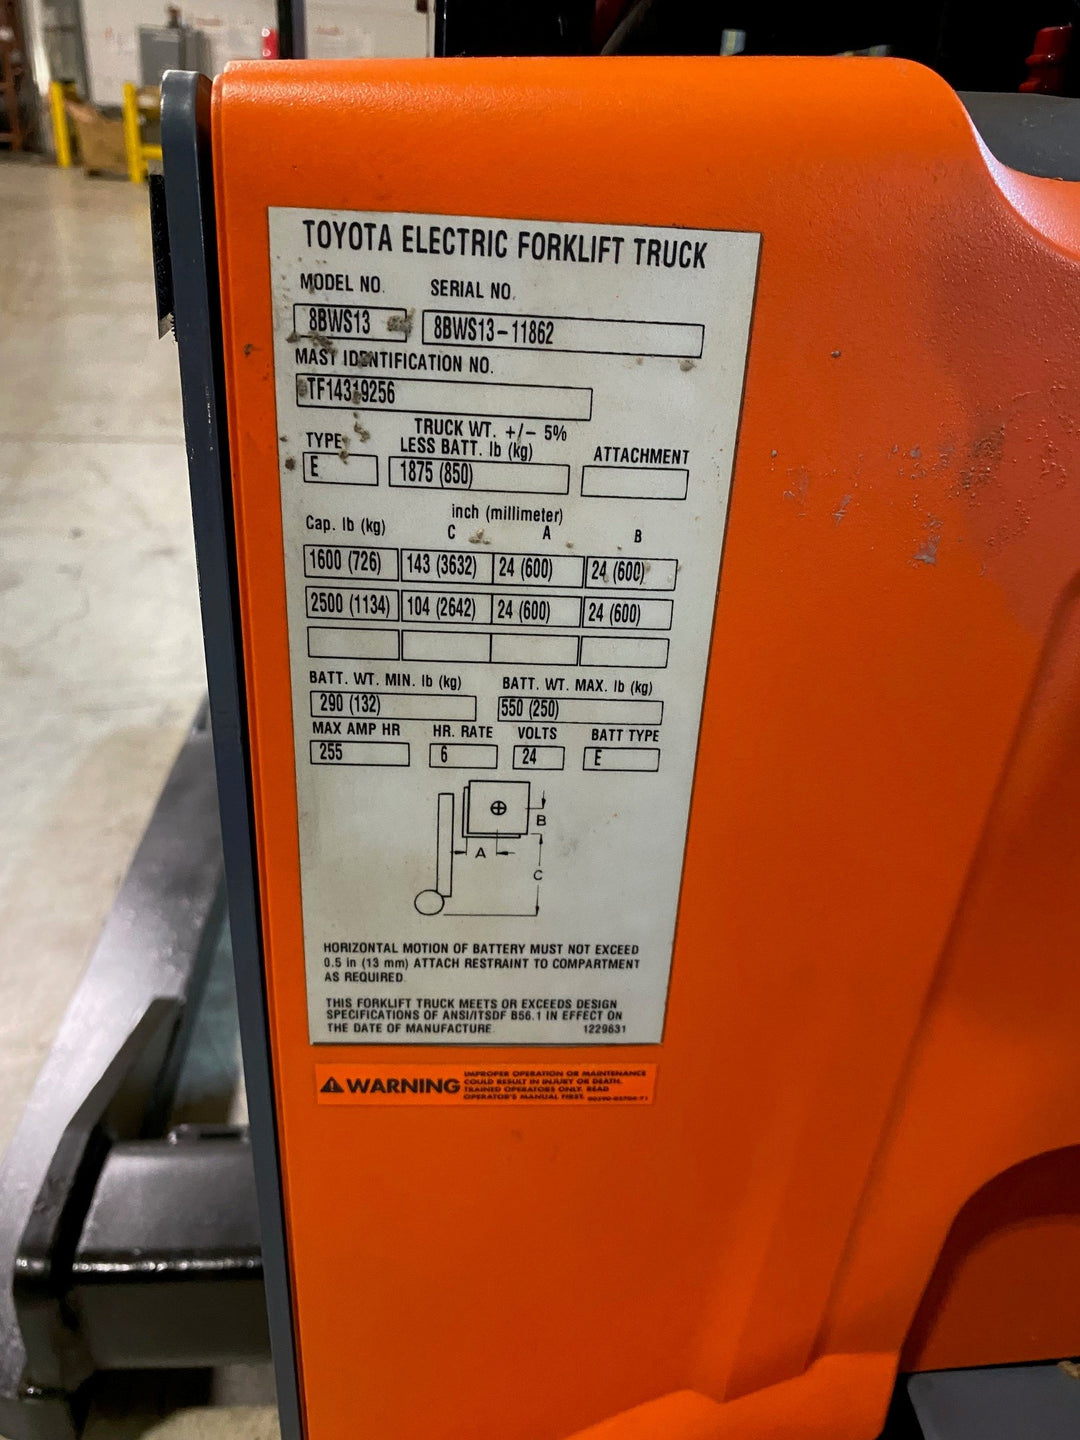 TOYOTA ELECTRIC FORKLIFT TRUCK
MODEL NO. SERIAL NO.
8BWS13 8BWS13-11862
MAST IDENTIFICATION NO.
TF14319256
TRUCK WT. +/- 5%
TYPE LESS BATT. lb (kg) ATTACHMENT
E 1875 (850)
inch (millimeter)
Cap. lb (kg) C A B
1600 (726) 143 (3632) 24 (600) 24 (600)
2500 (1134) 104 (2642) 24 (600) 24 (600)
BATT. WT. MIN. lb (kg) BATT. WT. MAX. lb (kg)
290 (132) 550 (250)
MAX AMP HR HR. RATE VOLTS BATT TYPE
255 6 24 E
B
A
C
HORIZONTAL MOTION OF BATTERY MUST NOT EXCEED
0.5 in (13 mm) ATTACH RESTRAINT TO COMPARTMENT
AS REQUIRED.
THIS FORKLIFT TRUCK MEETS OR EXCEEDS DESIGN
SPECIFICATIONS OF ANSI/ITSDF B56.1 IN EFFECT ON
THE DATE OF MANUFACTURE. 1229631
WARNING
IMPROPER OPERATION OR MAINTENANCE
COULD RESULT IN INJURY OR DEATH.
TRAINED OPERATORS ONLY. READ
OPERATOR'S MANUAL FIRST.